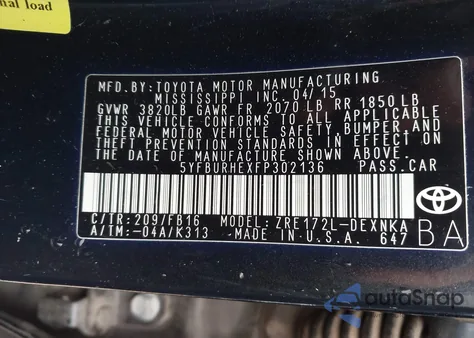 nal load
MFD.BY:TOYOTA MOTOR MANUFACTURING
MISSISSIPPI INC. 04/15
GVWR 3820LB GAWR FR 2070 LB RR 1850 LB
THIS VEHICLE CONFORMS TO ALL APPLICABLE
FEDERAL MOTOR VEHICLE SAFETY, BUMPER, AND
THEFT PREVENTION STANDARDS IN EFFECT ON
THE DATE OF MANUFACTURE SHOWN ABOVE.
5YFBURHEXFP302136 PASS.CAR
C/TR:209/FB16 MODEL: ZRE172L-DEXNKA
A/TM:-04A/K313 MADE IN U.S.A. 647
TOYOTA
BA
autoSnap